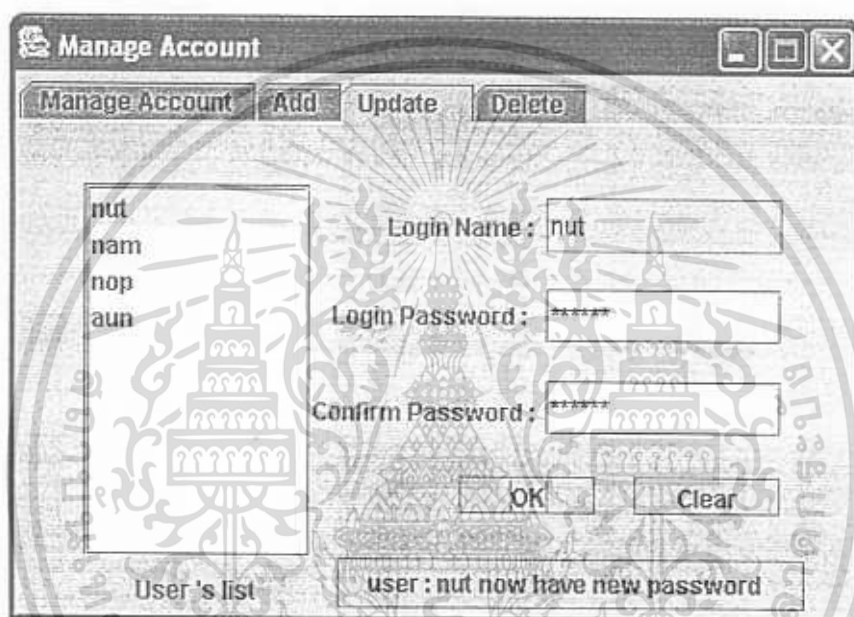 Manage Account
Manage Account Add Update Delete
nut
nam
nop
aun
Login Name : nut
Login Password : ******
Confirm Password : ******
OK Clear
User 's list
user : nut now have new password